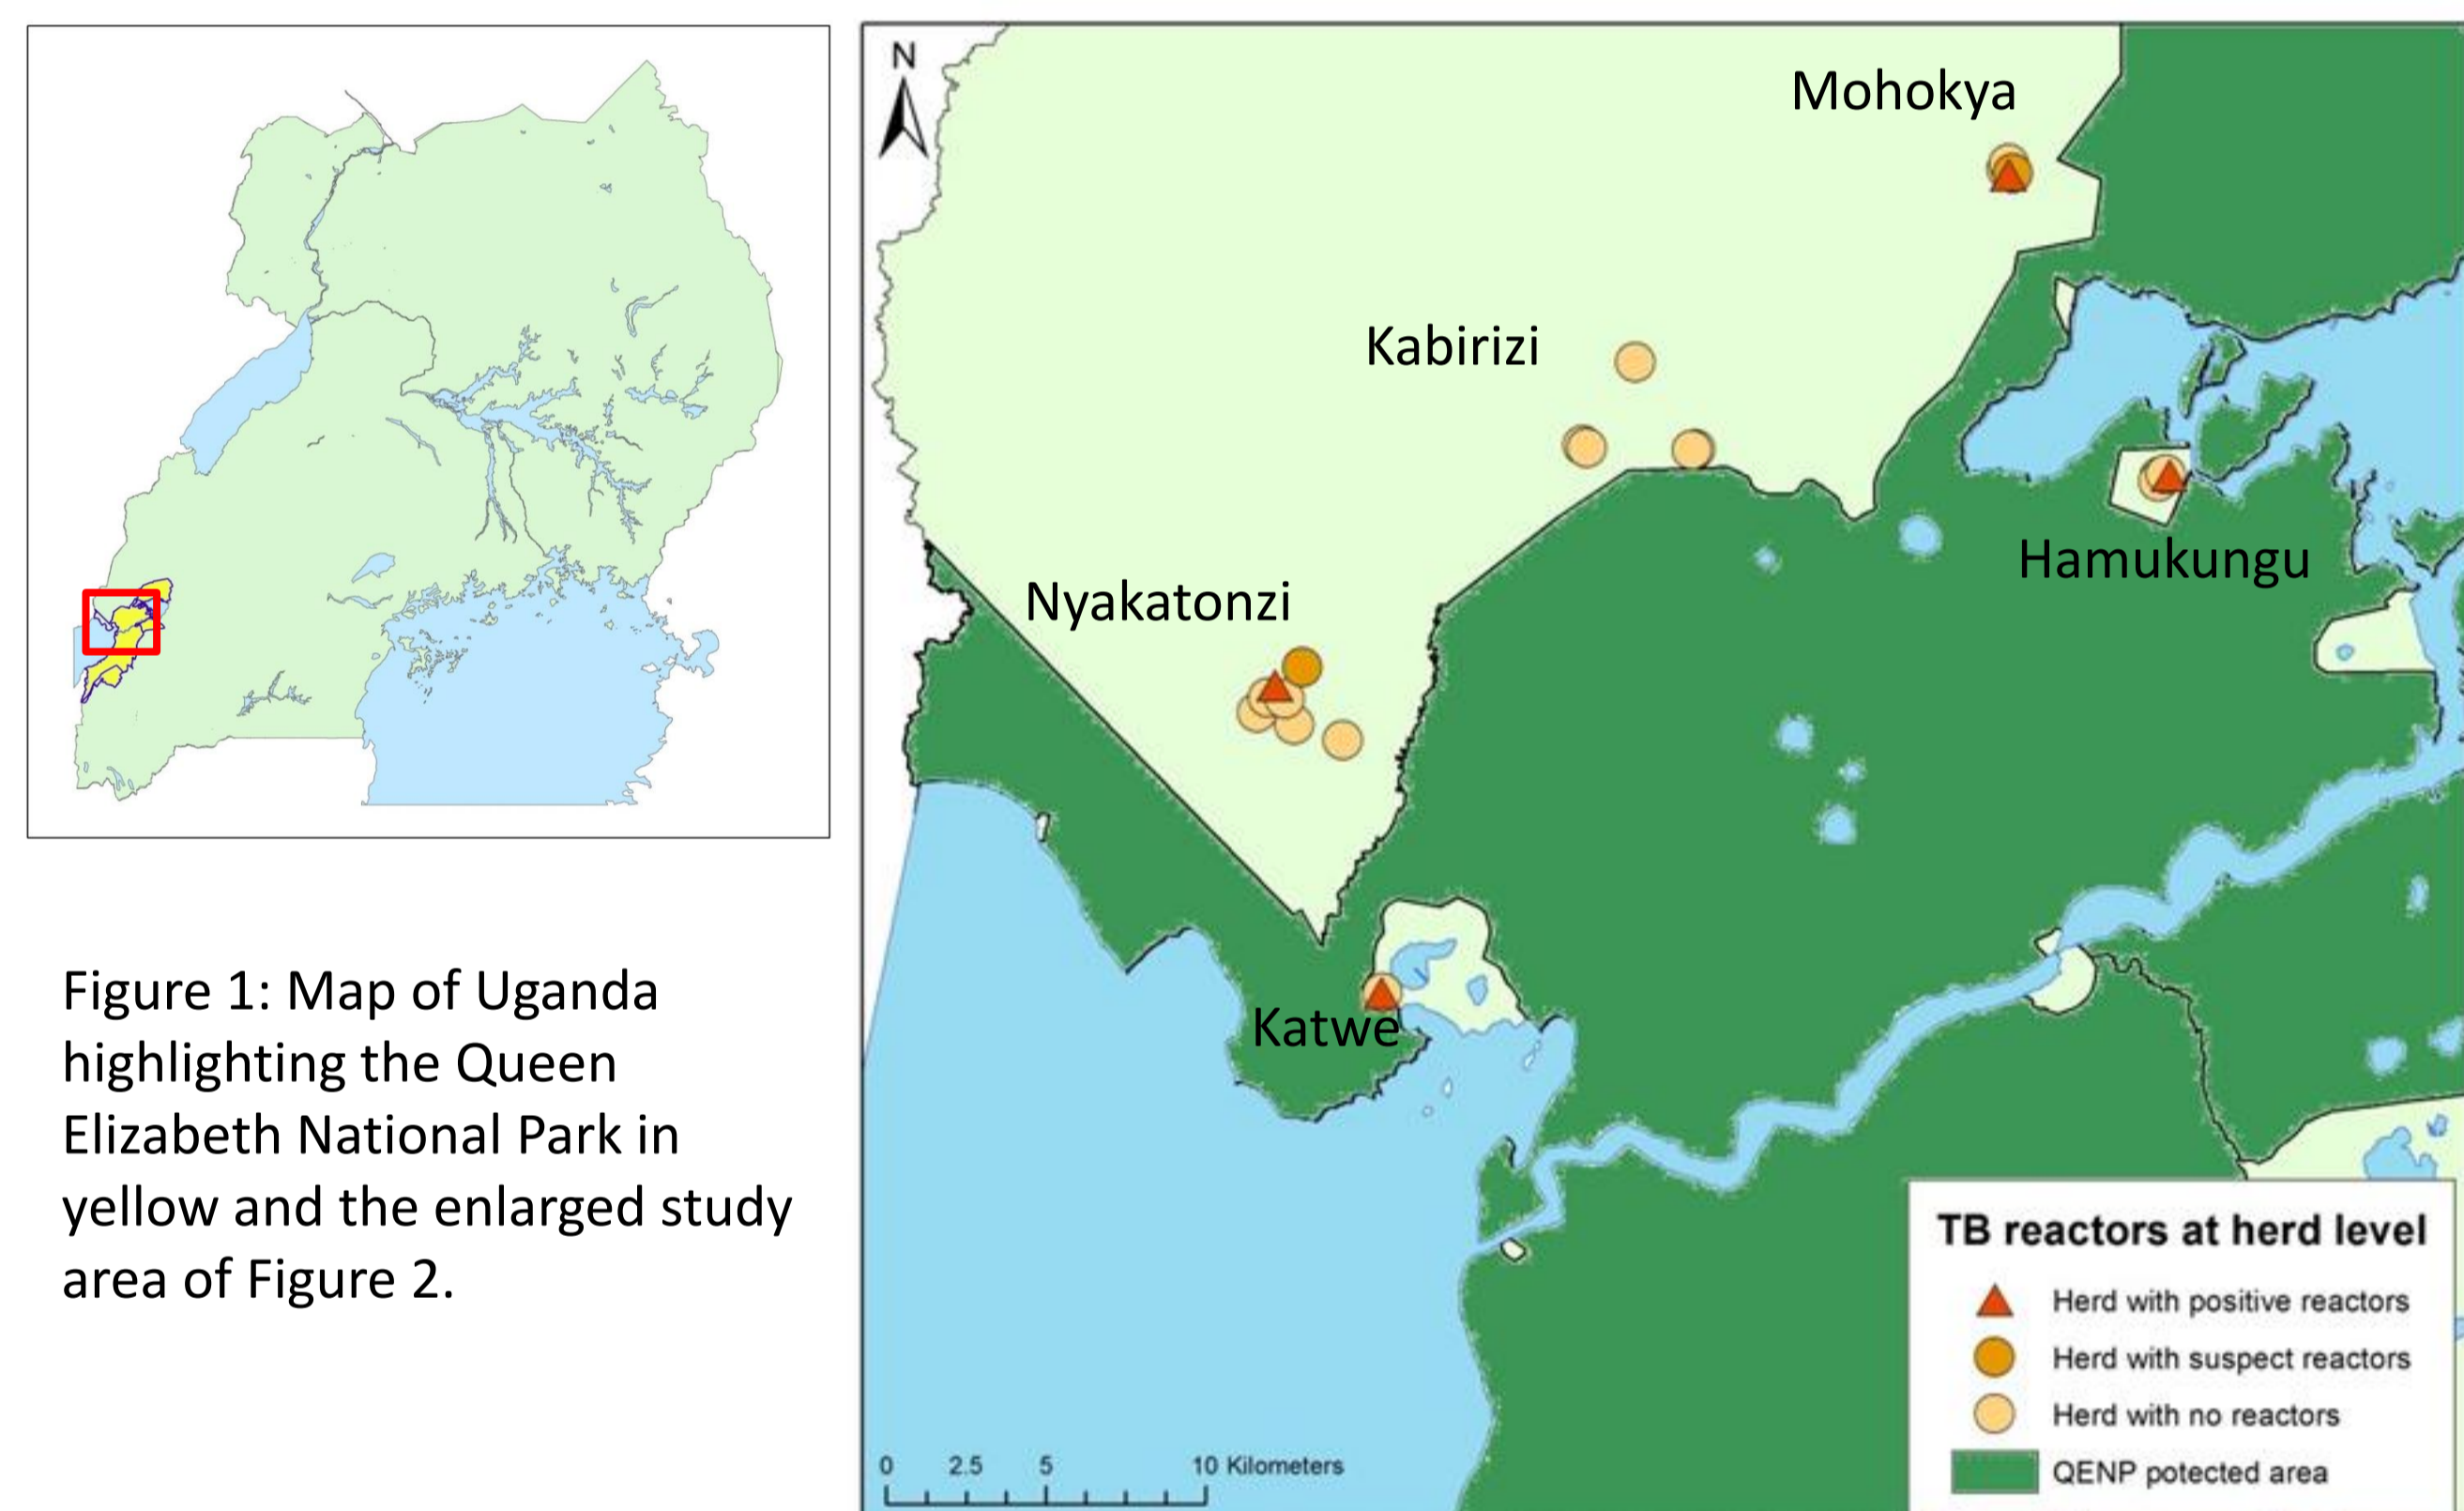 N
Mohokya
Kabirizi
Hamukungu
Nyakatonzi
Katwe
Figure 1: Map of Uganda
highlighting the Queen
Elizabeth National Park in
yellow and the enlarged study
area of Figure 2.
TB reactors at herd level
Herd with positive reactors
Herd with suspect reactors
Herd with no reactors
QENP potected area
0 2.5 5 10 Kilometers